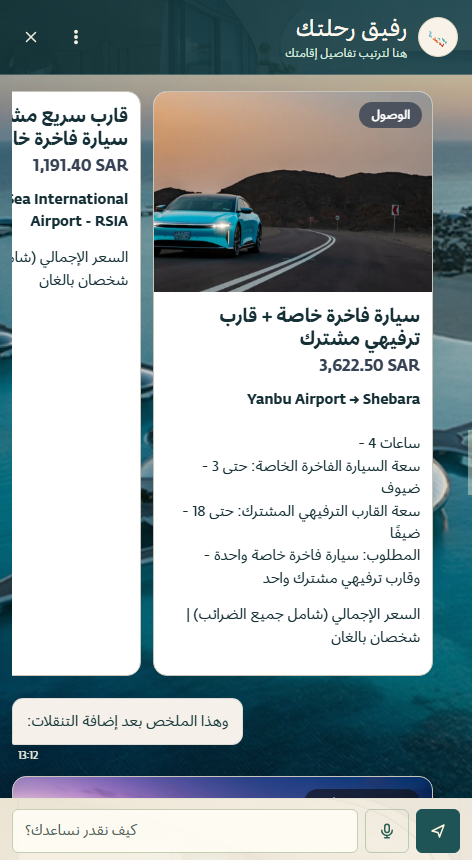 رفيق رحلتك
هنا لترتيب تفاصيل إقامتك
الوصول
سيارة فاخرة خاصة + قارب
ترفيهي مشترك
3,622.50 SAR
Yanbu Airport → Shebara
ساعات 4 -
سعة السيارة الفاخرة الخاصة: حتى 3 -
ضيوف
سعة القارب الترفيهي المشترك: حتى 18 -
ضيفًا
المطلوب: سيارة فاخرة خاصة واحدة -
وقارب ترفيهي مشترك واحد
السعر الإجمالي (شامل جميع الضرائب) |
شخصان بالغان
قارب سريع
سيارة فاخرة
1,191.40 SAR
Sea International
Airport - RSIA
السعر الإجمالي
شخصان بالغان
وهذا الملخص بعد إضافة التنقلات:
13:12
كيف نقدر نساعدك؟